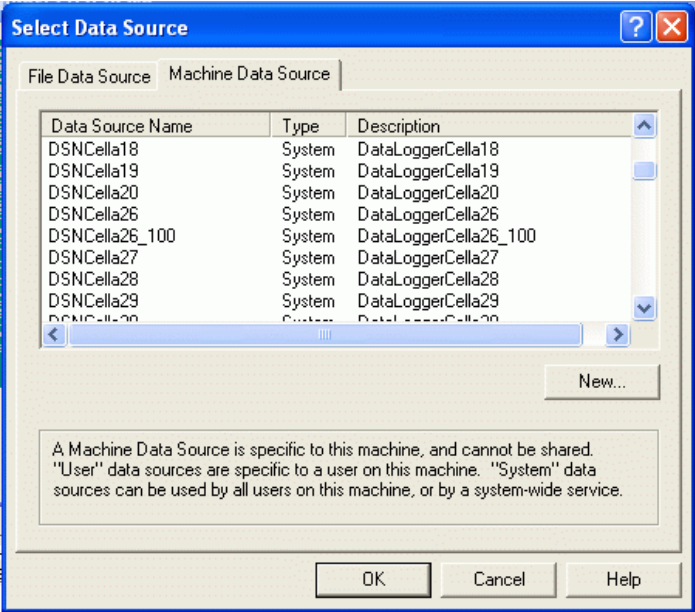 Select Data Source
File Data Source Machine Data Source
Data Source Name Type Description
DSNCella18 System DataLoggerCella18
DSNCella19 System DataLoggerCella19
DSNCella20 System DataLoggerCella20
DSNCella26 System DataLoggerCella26
DSNCella26_100 System DataLoggerCella26_100
DSNCella27 System DataLoggerCella27
DSNCella28 System DataLoggerCella28
DSNCella29 System DataLoggerCella29
New...
A Machine Data Source is specific to this machine, and cannot be shared.
"User" data sources are specific to a user on this machine. "System" data
sources can be used by all users on this machine, or by a system-wide service.
OK Cancel Help